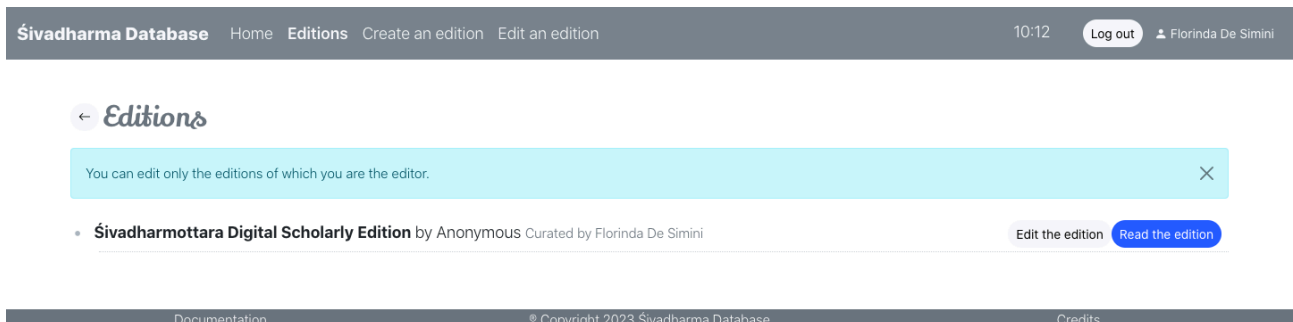 Śivadharma Database Home Editions Create an edition Edit an edition 10:12 Log out Florinda De Simini
← Editions
You can edit only the editions of which you are the editor.
• Śivadharmottara Digital Scholarly Edition by Anonymous Curated by Florinda De Simini Edit the edition Read the edition
Documentation ® Copyright 2023 Śivadharma Database Credits